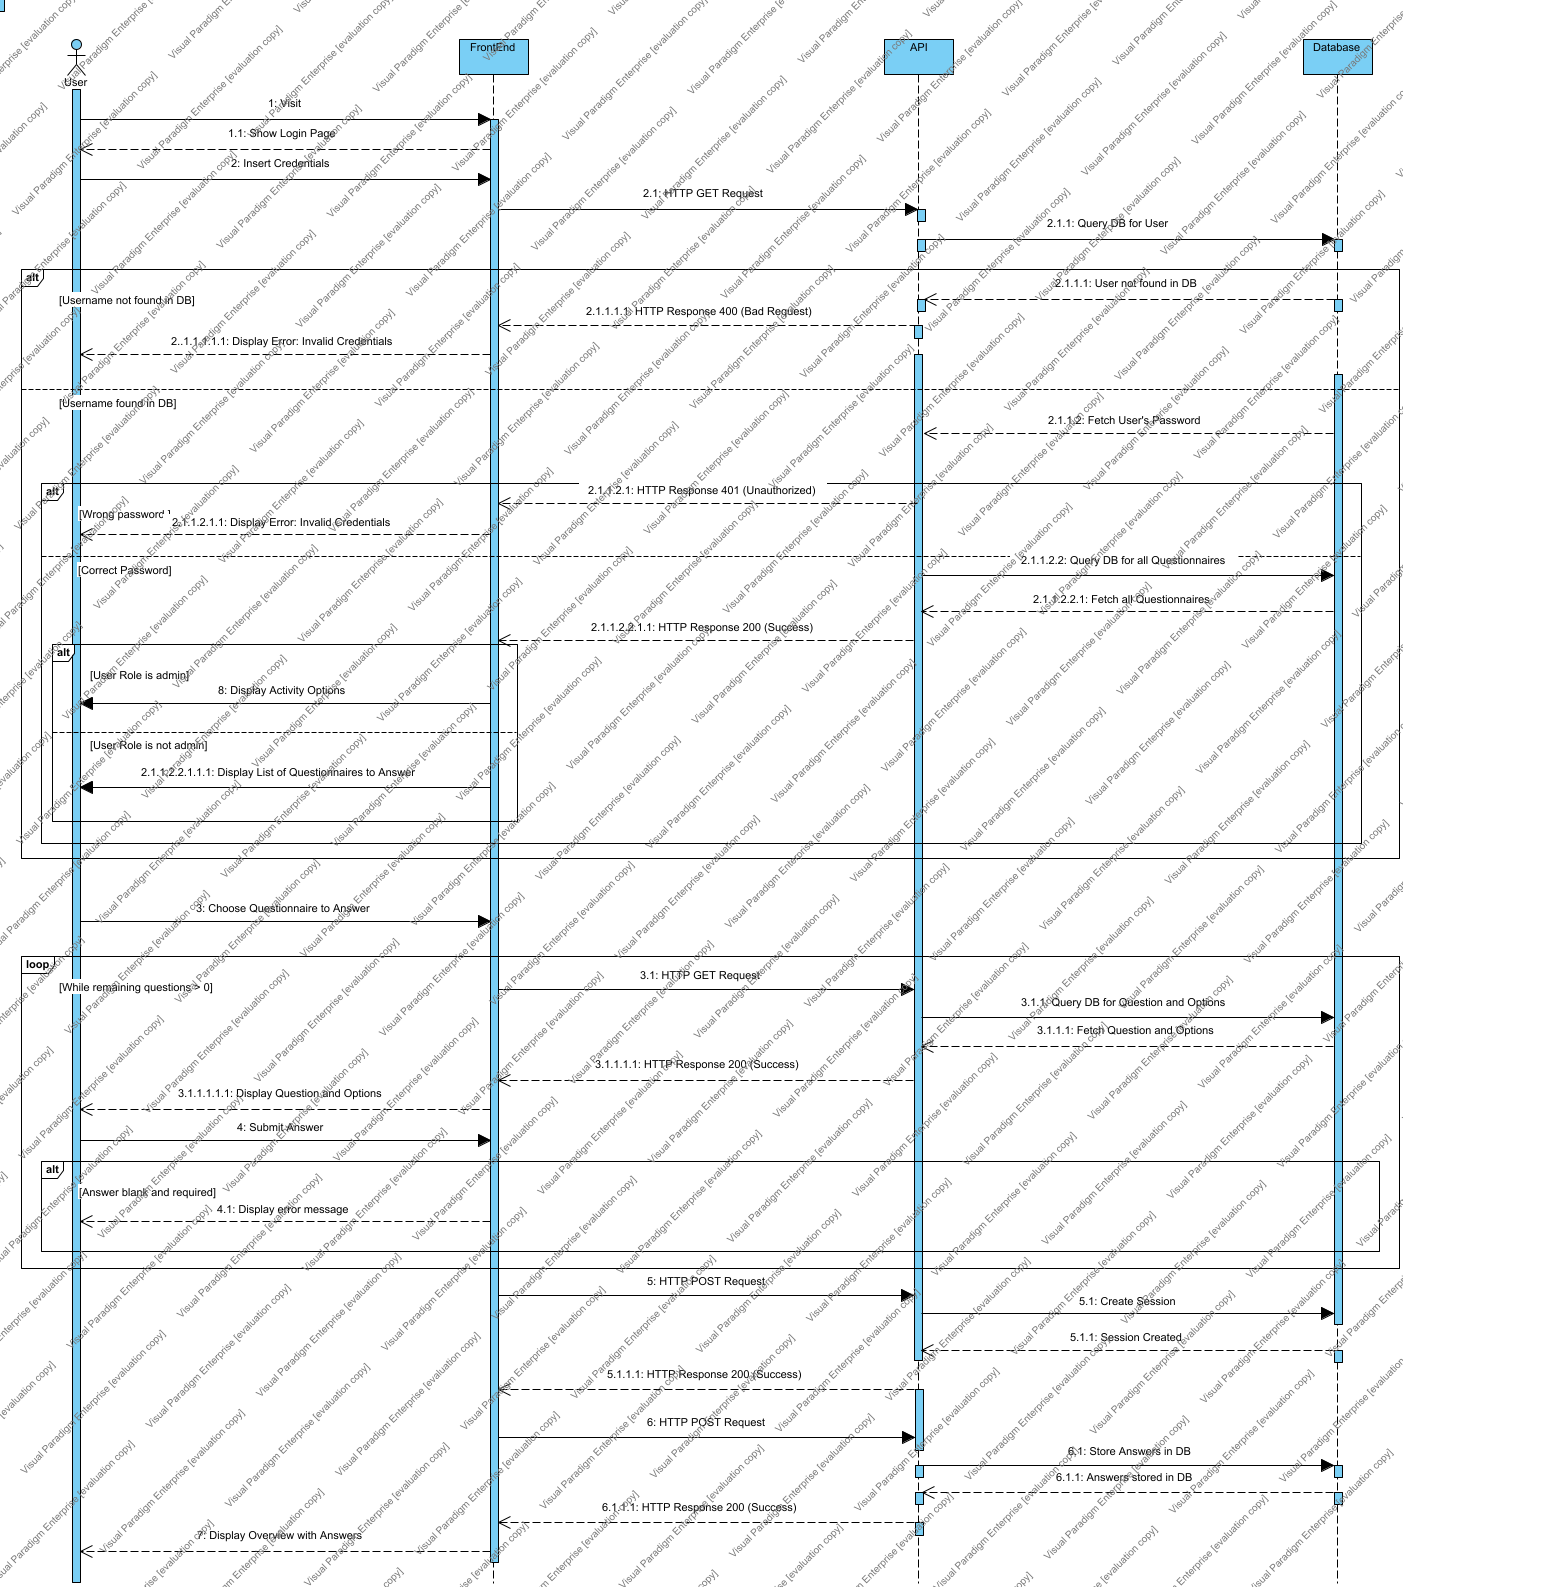 User
FrontEnd
API
Database
1: Visit
1.1: Show Login Page
2: Insert Credentials
2.1: HTTP GET Request
2.1.1: Query DB for User
alt
[Username not found in DB]
2.1.1.1: User not found in DB
2.1.1.1.1: HTTP Response 400 (Bad Request)
2..1.1.1.1.1: Display Error: Invalid Credentials
[Username found in DB]
2.1.1.2: Fetch User's Password
alt
2.1.1.2.1: HTTP Response 401 (Unauthorized)
[Wrong password
2.1.1.2.1.1: Display Error: Invalid Credentials
2.1.1.2.2: Query DB for all Questionnaires
[Correct Password]
2.1.1.2.2.1: Fetch all Questionnaires
2.1.1.2.2.1.1: HTTP Response 200 (Success)
alt
[User Role is admin]
8: Display Activity Options
[User Role is not admin]
2.1.1.2.2.1.1.1: Display List of Questionnaires to Answer
3: Choose Questionnaire to Answer
loop
3.1: HTTP GET Request
[While remaining questions > 0]
3.1.1: Query DB for Question and Options
3.1.1.1: Fetch Question and Options
3.1.1.1.1: HTTP Response 200 (Success)
3.1.1.1.1.1: Display Question and Options
4: Submit Answer
alt
[Answer blank and required]
4.1: Display error message
5: HTTP POST Request
5.1: Create Session
5.1.1: Session Created
5.1.1.1: HTTP Response 200 (Success)
6: HTTP POST Request
6.1: Store Answers in DB
6.1.1: Answers stored in DB
6.1.1.1: HTTP Response 200 (Success)
7: Display Overview with Answers
Visual Paradigm Enterprise [evaluation copy]